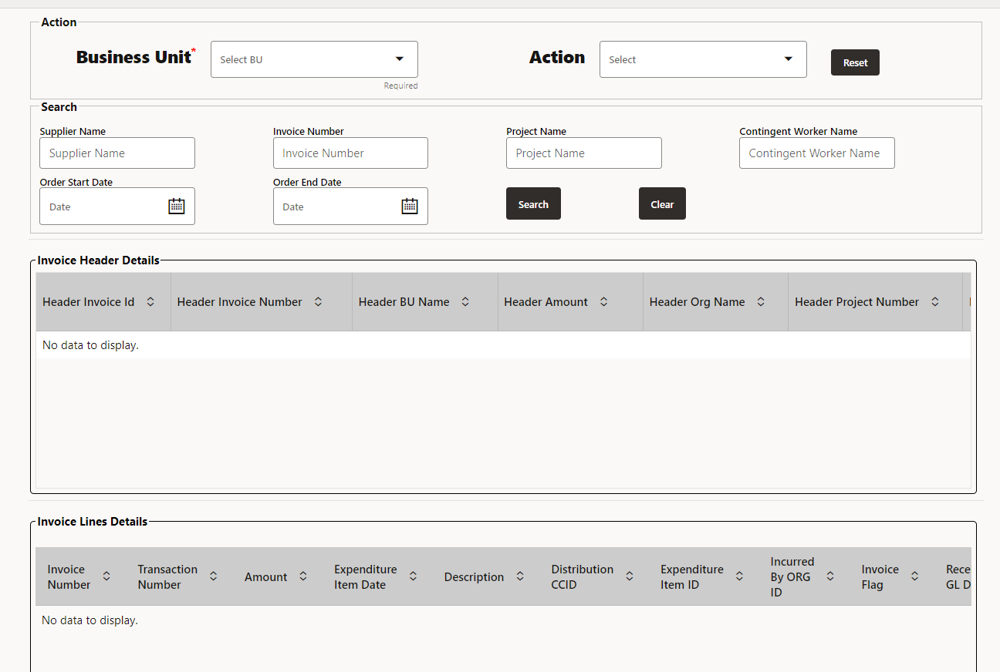 Action
Business Unit*
Select BU
Required
Action
Select
Reset
Search
Supplier Name
Invoice Number
Project Name
Contingent Worker Name
Supplier Name
Invoice Number
Project Name
Contingent Worker Name
Order Start Date
Order End Date
Date
Date
Search
Clear
Invoice Header Details
Header Invoice Id
Header Invoice Number
Header BU Name
Header Amount
Header Org Name
Header Project Number
No data to display.
Invoice Lines Details
Invoice
Number
Transaction
Number
Amount
Expenditure
Item Date
Description
Distribution
CCID
Expenditure
Item ID
Incurred
By ORG
ID
Invoice
Flag
Rece
GL D
No data to display.